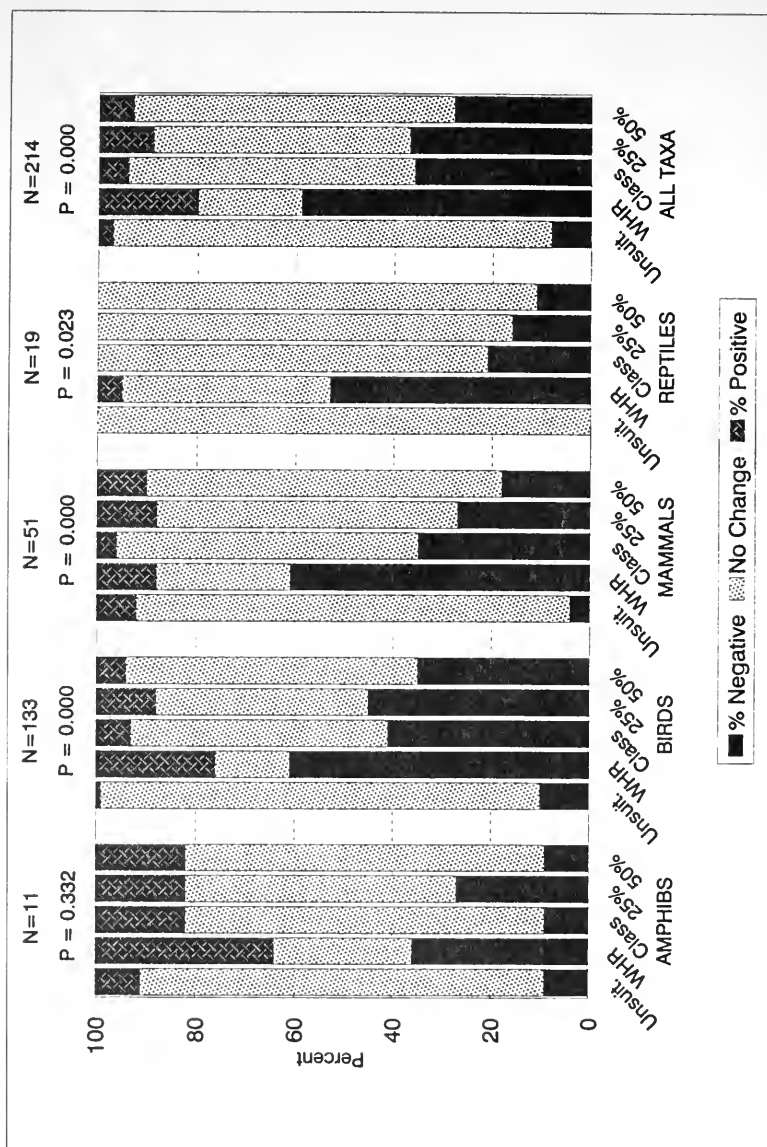 N=11 N=133 N=51 N=19 N=214
P = 0.332 P = 0.000 P = 0.000 P = 0.023 P = 0.000
100
80
60
40
20
0
Percent
Unsuit. WHR Class 25% 50% Unsuit. WHR Class 25% 50% Unsuit. WHR Class 25% 50% Unsuit. WHR Class 25% 50% Unsuit. WHR Class 25% 50%
AMPHIBS BIRDS MAMMALS REPTILES ALL TAXA
% Negative No Change % Positive